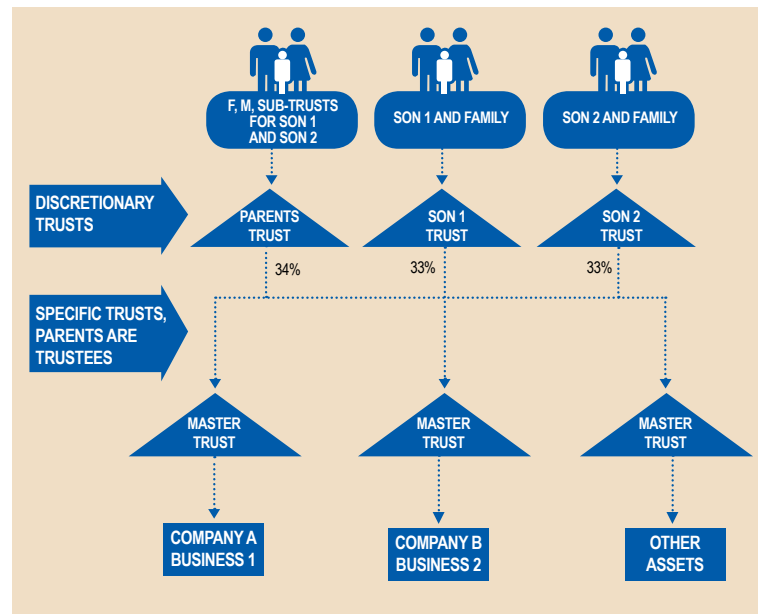 F, M, SUB-TRUSTS
FOR SON 1
AND SON 2
SON 1 AND FAMILY
SON 2 AND FAMILY
DISCRETIONARY
TRUSTS
PARENTS
TRUST
SON 1
TRUST
SON 2
TRUST
34%
33%
33%
SPECIFIC TRUSTS,
PARENTS ARE
TRUSTEES
MASTER
TRUST
MASTER
TRUST
MASTER
TRUST
COMPANY A
BUSINESS 1
COMPANY B
BUSINESS 2
OTHER
ASSETS